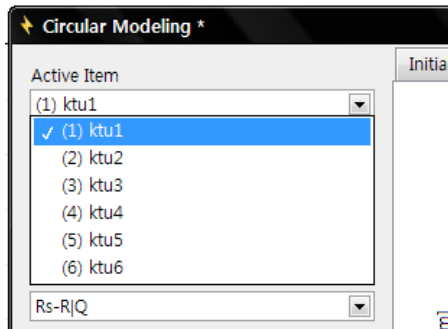 Circular Modeling *
Active Item
Initia
(1) ktu1
✓ (1) ktu1
(2) ktu2
(3) ktu3
(4) ktu4
(5) ktu5
(6) ktu6
Rs-R|Q